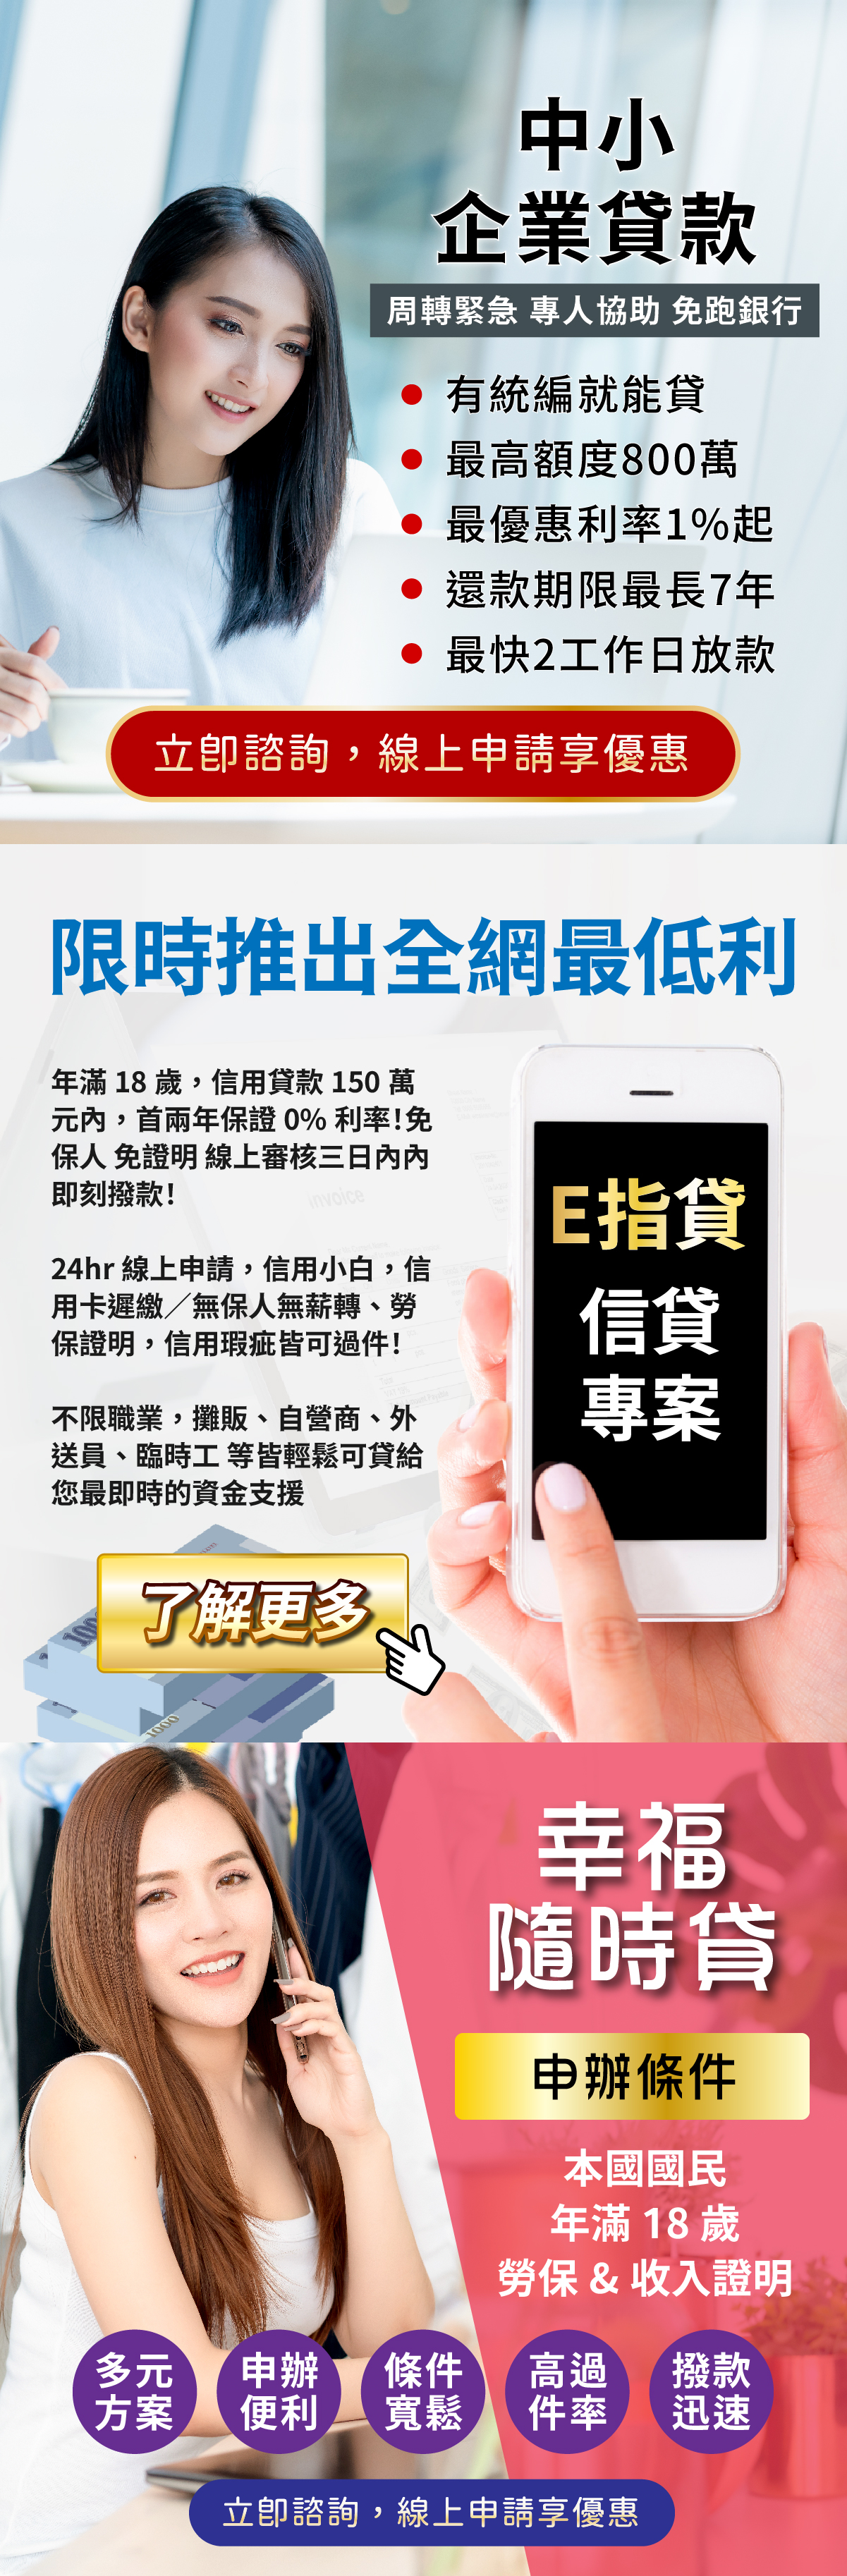 中小
企業貸款
周轉緊急 專人協助 免跑銀行
有統編就能貸
最高額度800萬
最優惠利率1%起
還款期限最長7年
最快2工作日放款
立即諮詢，線上申請享優惠
限時推出全網最低利
年滿 18 歲，信用貸款 150 萬
元內，首兩年保證 0% 利率！免
保人 免證明 線上審核三日內內
即刻撥款！
24hr 線上申請，信用小白，信
用卡遲繳／無保人無薪轉、勞
保證明，信用瑕疵皆可過件！
不限職業，攤販、自營商、外
送員、臨時工 等皆輕鬆可貸給
您最即時的資金支援
invoice
E指貸
信貸
專案
了解更多
100
1000
幸福
隨時貸
申辦條件
本國國民
年滿 18 歲
勞保 & 收入證明
多元
方案
申辦
便利
條件
寬鬆
高過
件率
撥款
迅速
立即諮詢，線上申請享優惠